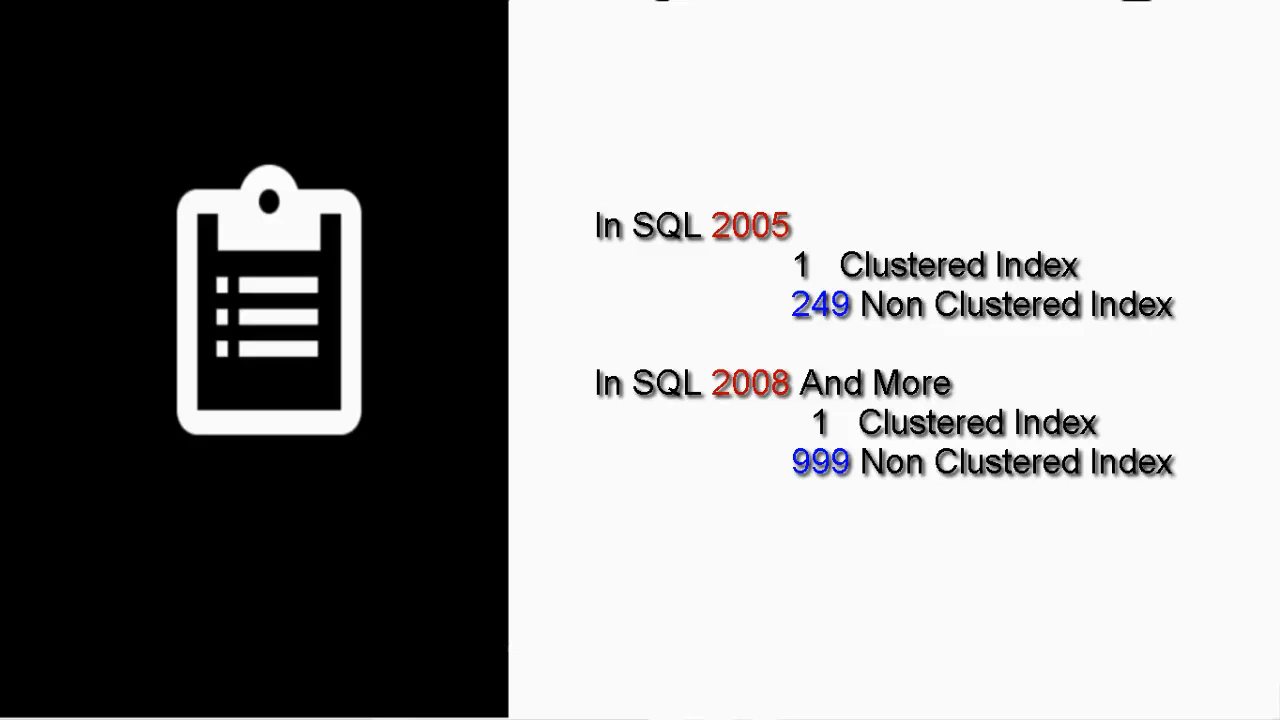 In SQL 2005
1 Clustered Index
249 Non Clustered Index
In SQL 2008 And More
1 Clustered Index
999 Non Clustered Index